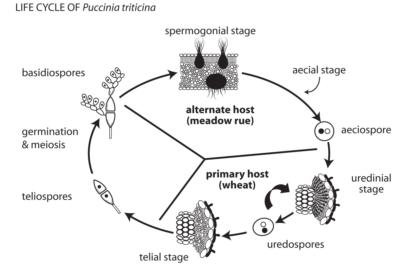 LIFE CYCLE OF Puccinia triticina
spermogonial stage
basidiospores
aecial stage
alternate host
(meadow rue)
germination
& meiosis
aeciospore
primary host
(wheat)
uredinial
stage
teliospores
uredospores
telial stage